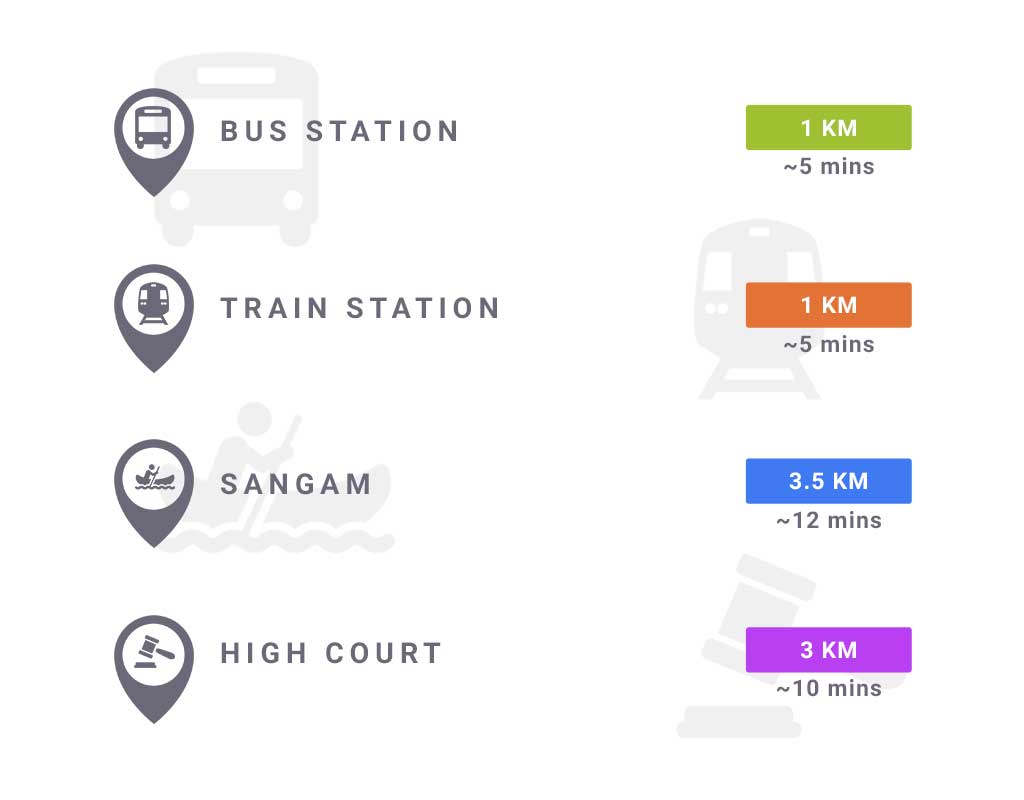 BUS STATION
1 KM
~5 mins
TRAIN STATION
1 KM
~5 mins
SANGAM
3.5 KM
~12 mins
HIGH COURT
3 KM
~10 mins